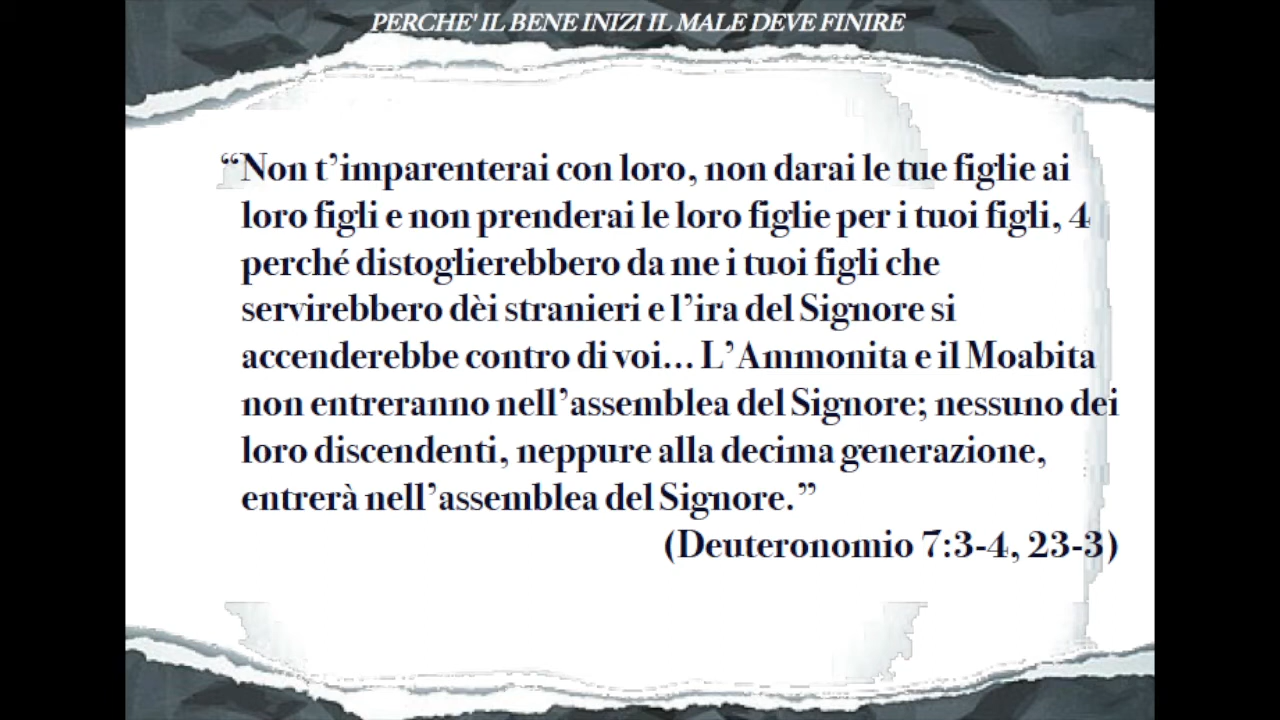 PERCHE' IL BENE INIZI IL MALE DEVE FINIRE
“Non t’imparenterai con loro, non darai le tue figlie ai
loro figli e non prenderai le loro figlie per i tuoi figli, 4
perché distoglierebbero da me i tuoi figli che
servirebbero dèi stranieri e l’ira del Signore si
accenderebbe contro di voi... L’Ammonita e il Moabita
non entreranno nell’assemblea del Signore; nessuno dei
loro discendenti, neppure alla decima generazione,
entrerà nell’assemblea del Signore.”
(Deuteronomio 7:3-4, 23-3)